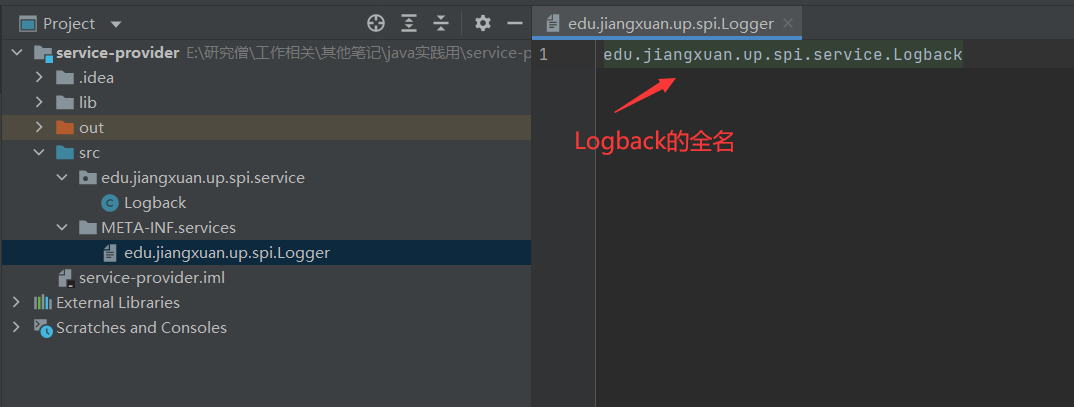 Project
service-provider E:\研究僧\工作相关\其他笔记\java实践用\service-p
.idea
lib
out
src
edu.jiangxuan.up.spi.service
Logback
META-INF.services
edu.jiangxuan.up.spi.Logger
service-provider.iml
External Libraries
Scratches and Consoles
edu.jiangxuan.up.spi.Logger
1 edu.jiangxuan.up.spi.service.Logback
Logback的全名